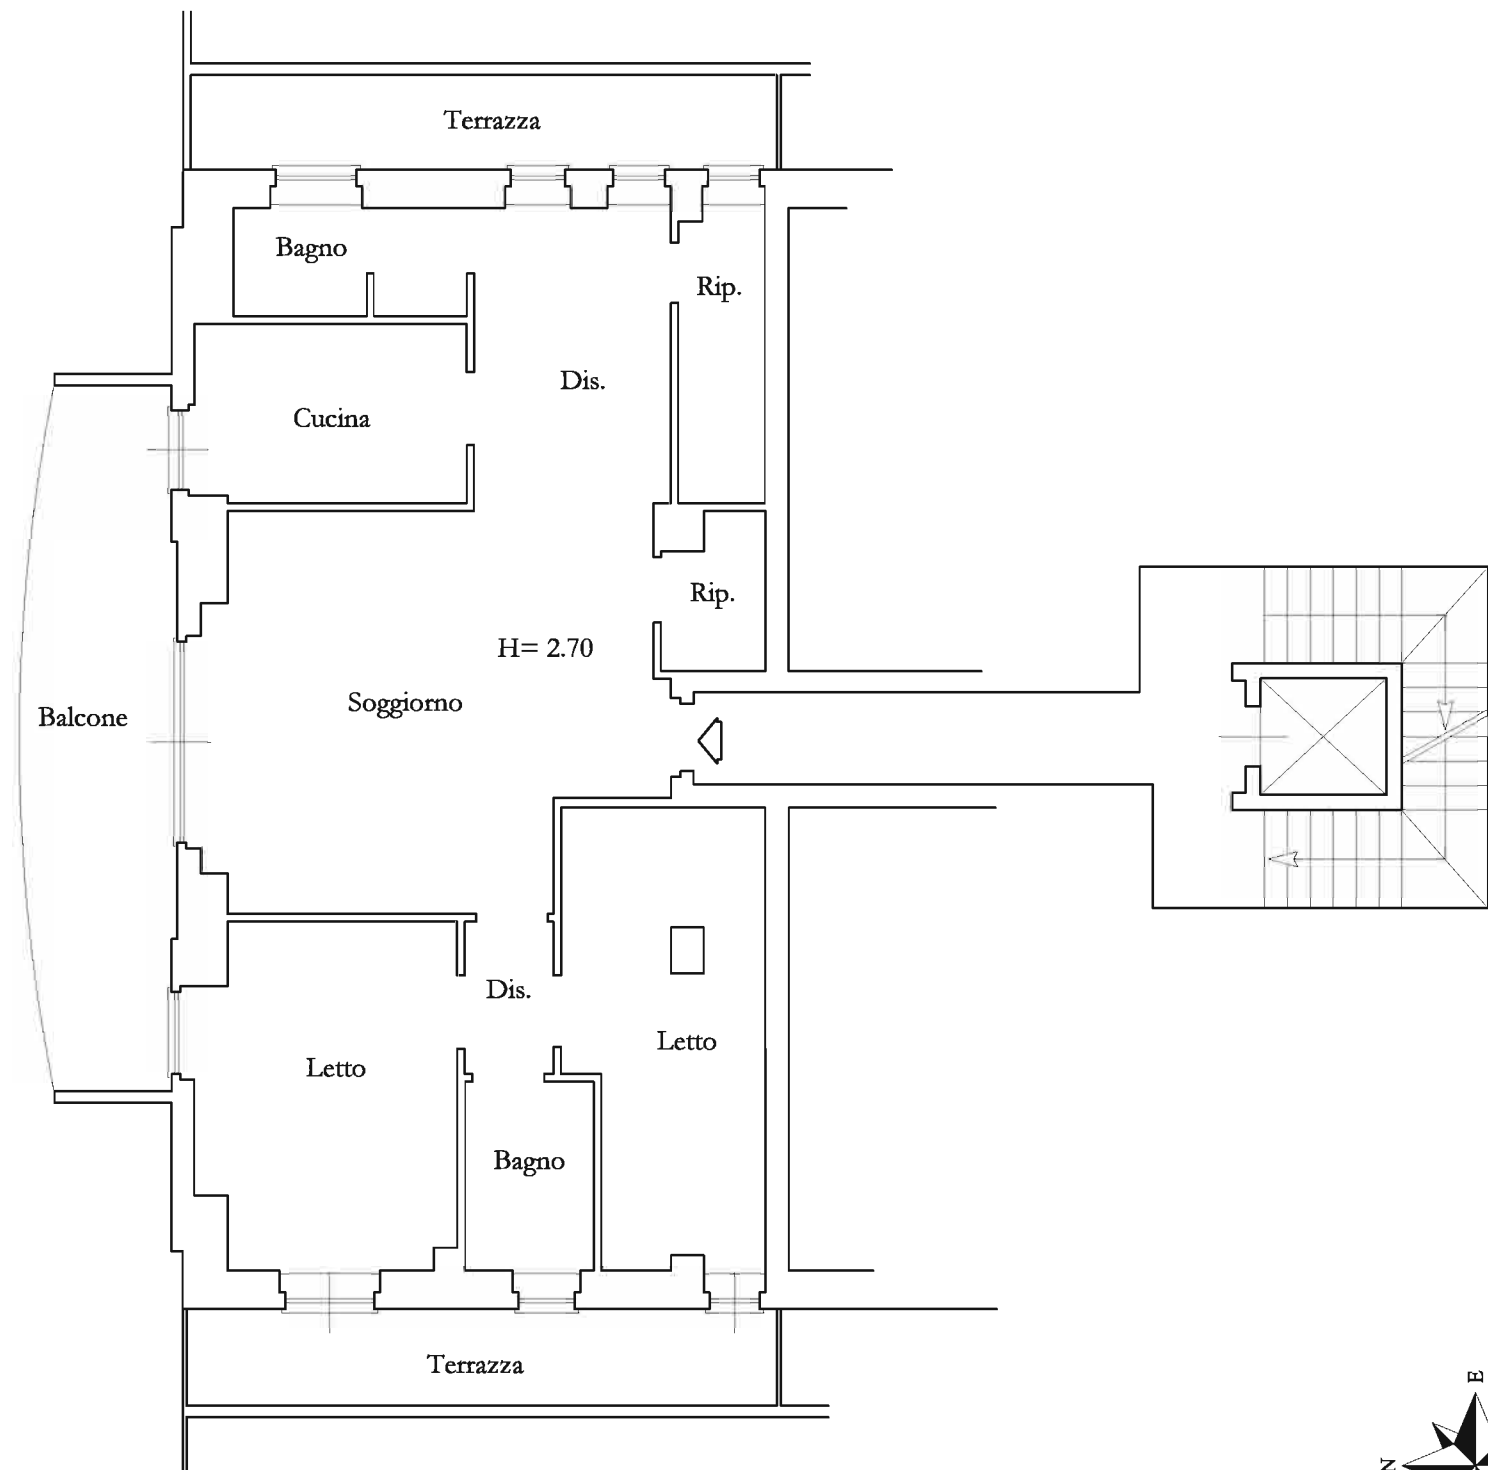 Terrazza
Bagno
Rip.
Dis.
Cucina
Rip.
H= 2.70
Soggiorno
Balcone
Dis.
Letto
Letto
Bagno
Terrazza
E
N